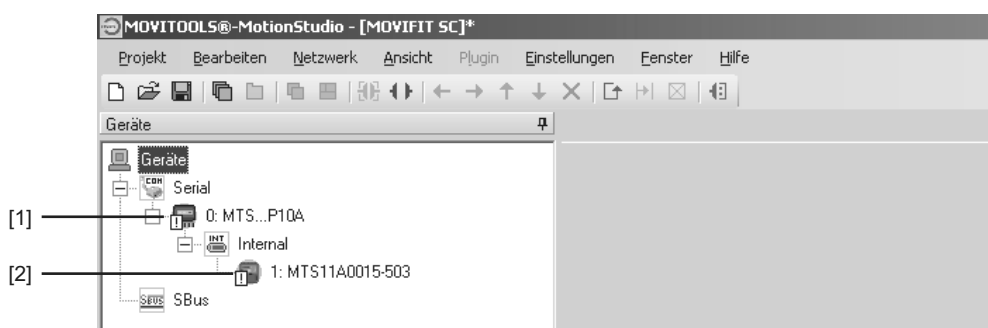 MOVITOOLS®-MotionStudio - [MOVIFIT SC]*
Projekt Bearbeiten Netzwerk Ansicht Plugin Einstellungen Fenster Hilfe
Geräte
Geräte
COM
Serial
[1]
0: MTS...P10A
INT
Internal
[2]
1: MTS11A0015-503
SBUS
SBus